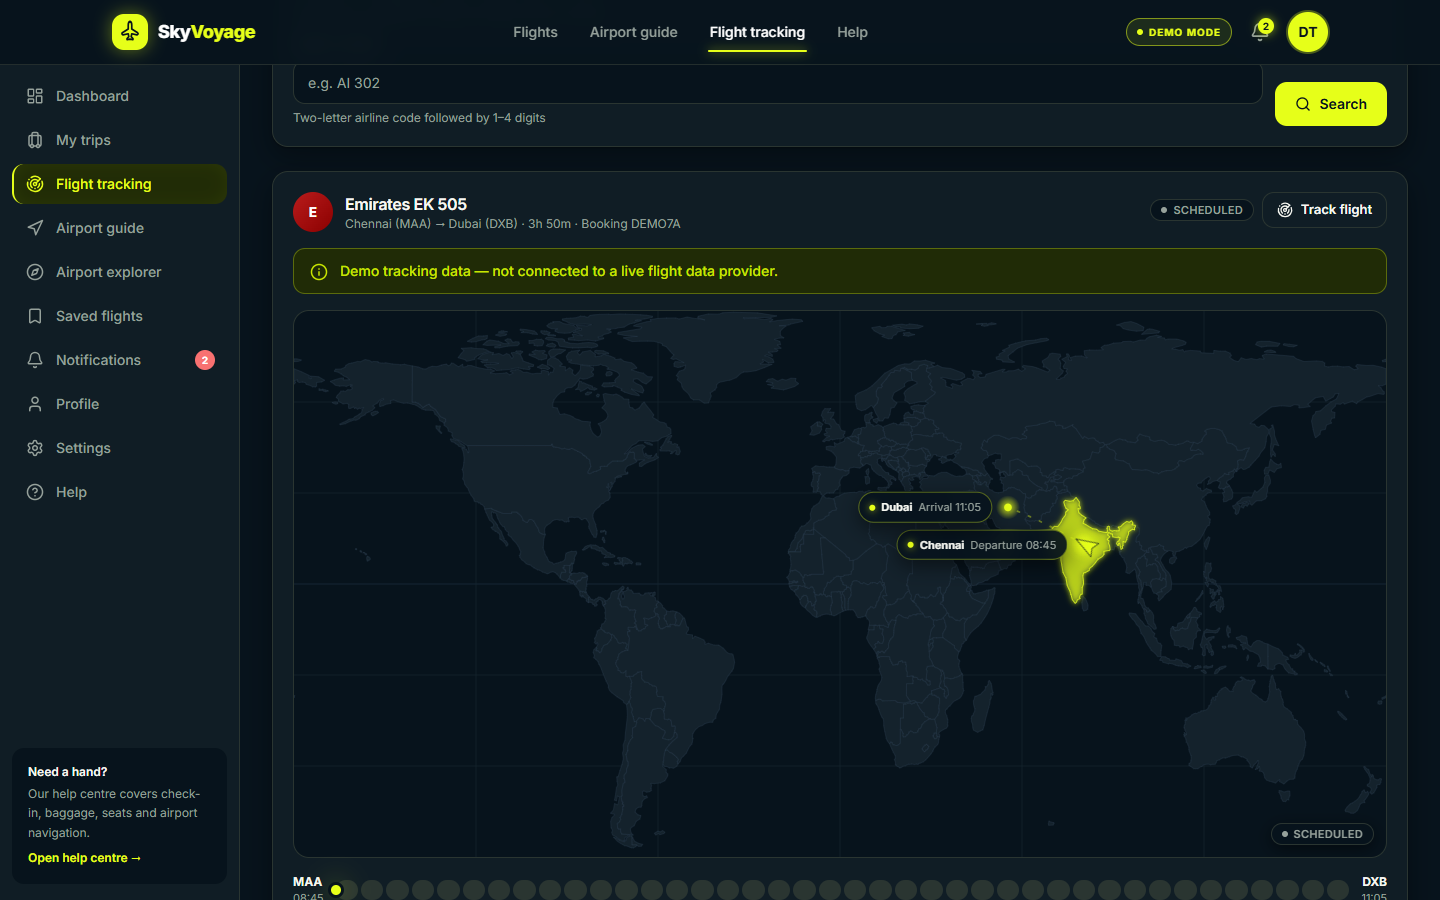 SkyVoyage
Flights
Airport guide
Flight tracking
Help
DEMO MODE
2
DT
Dashboard
My trips
Flight tracking
Airport guide
Airport explorer
Saved flights
Notifications
2
Profile
Settings
Help
Need a hand?
Our help centre covers check-
in, baggage, seats and airport
navigation.
Open help centre →
e.g. AI 302
Two-letter airline code followed by 1–4 digits
Search
E
Emirates EK 505
Chennai (MAA) → Dubai (DXB) · 3h 50m · Booking DEMO7A
SCHEDULED
Track flight
Demo tracking data — not connected to a live flight data provider.
Dubai Arrival 11:05
Chennai Departure 08:45
SCHEDULED
MAA
08:45
DXB
11:05